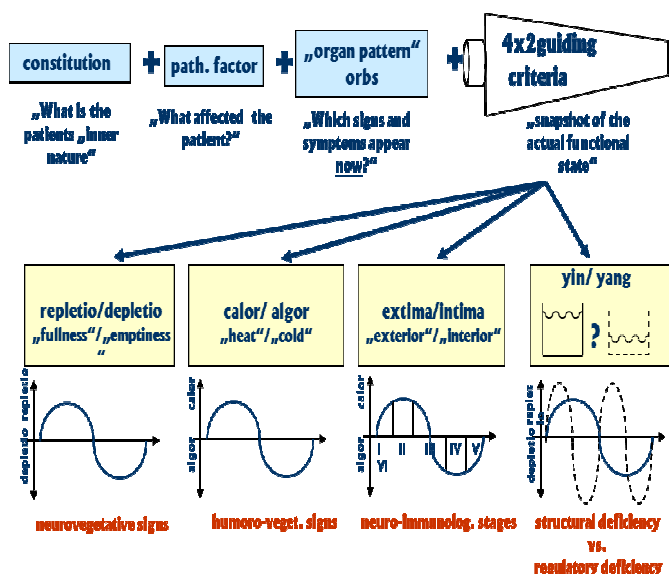 constitution
+
path. factor
+
„organ pattern“
orbs
+
4x2guiding
criteria
„What is the
patients „inner
nature“
„What affected the
patient?“
„Which signs and
symptoms appear
now?“
„snapshot of the
actual functional
state“
repletio/depletio
„fullness“/„emptiness
“
calor/ algor
„heat“/„cold“
extima/intima
„exterior“/„interior“
yin/ yang
?
depletio repletio
algor calor
algor calor
I II III IV V
VI
depletio replet
io
neurovegetative signs
humoro-veget. signs
neuro-immunolog. stages
structural deficiency
vs.
regulatory deficiency